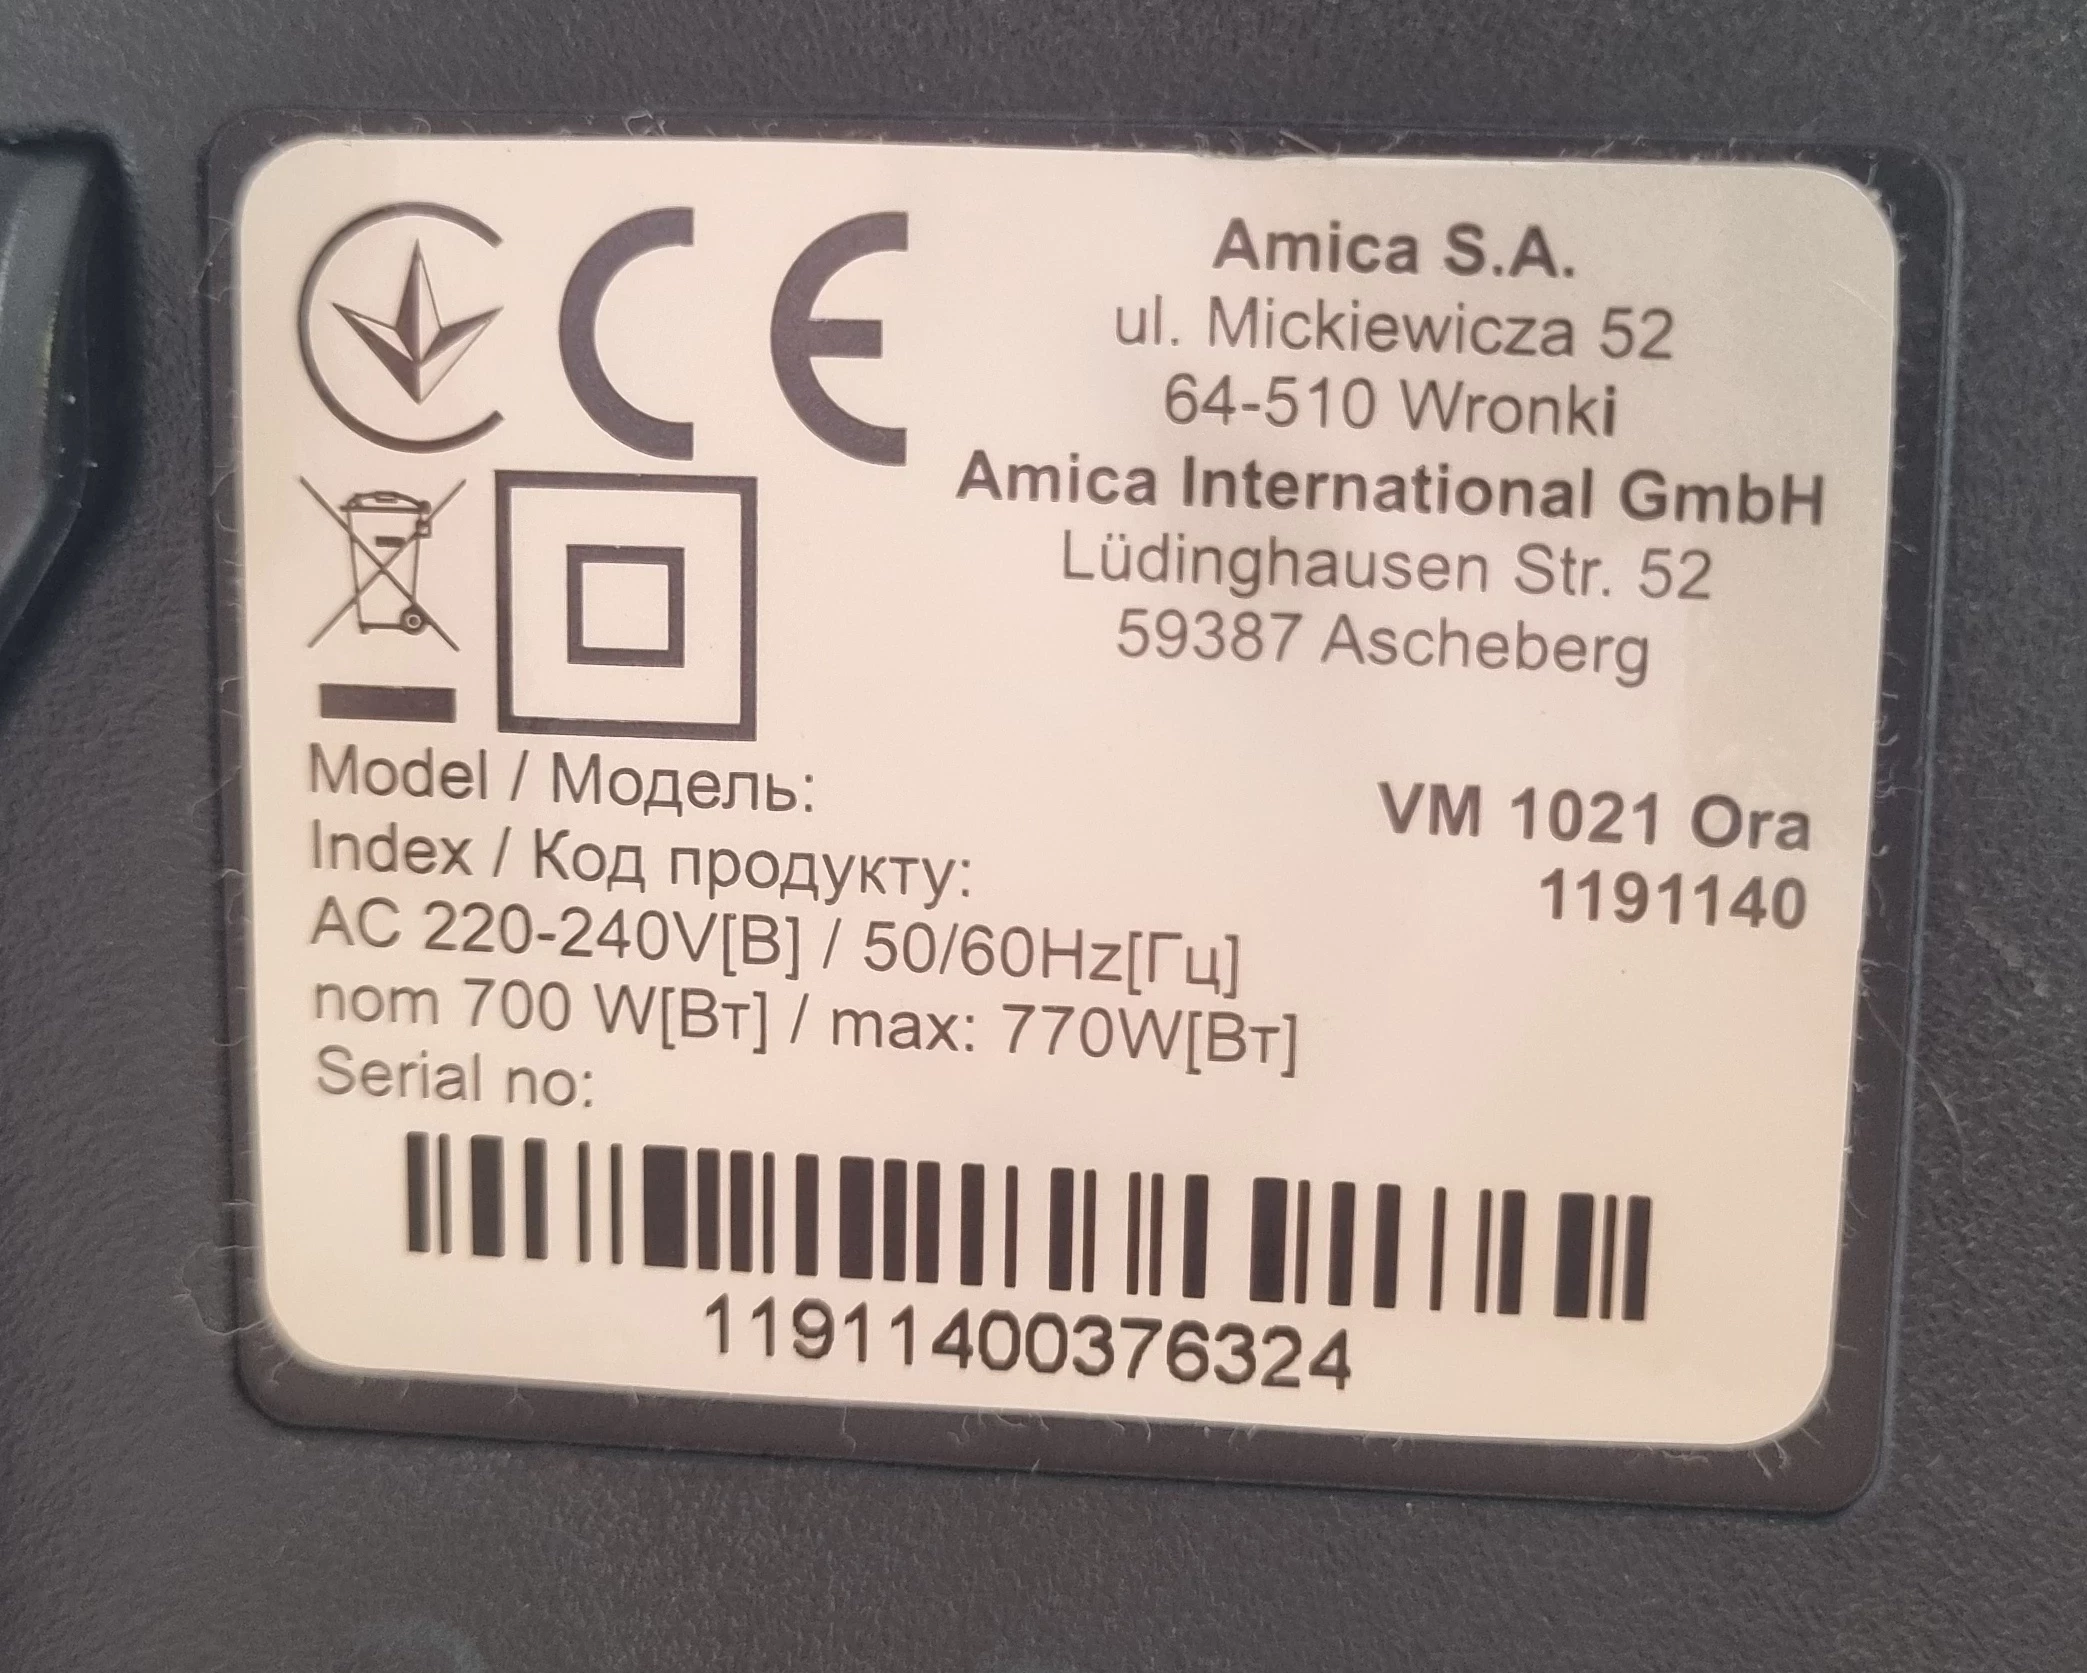 CE
Amica S.A.
ul. Mickiewicza 52
64-510 Wronki
Amica International GmbH
Lüdinghausen Str. 52
59387 Ascheberg
Model / Модель: VM 1021 Ora
Index / Код продукту: 1191140
AC 220-240V[В] / 50/60Hz[Гц]
nom 700 W[Вт] / max: 770W[Вт]
Serial no:
11911400376324